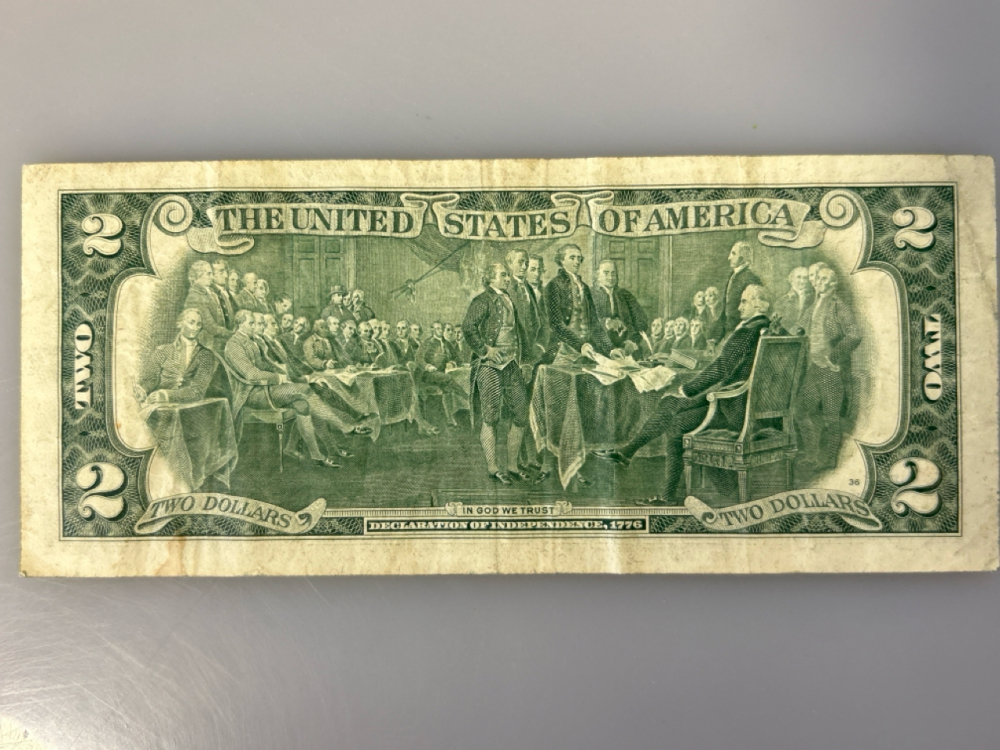 THE UNITED STATES OF AMERICA
2
2
TWO
TWO
2
2
36
TWO DOLLARS
TWO DOLLARS
IN GOD WE TRUST
DECLARATION OF INDEPENDENCE, 1776